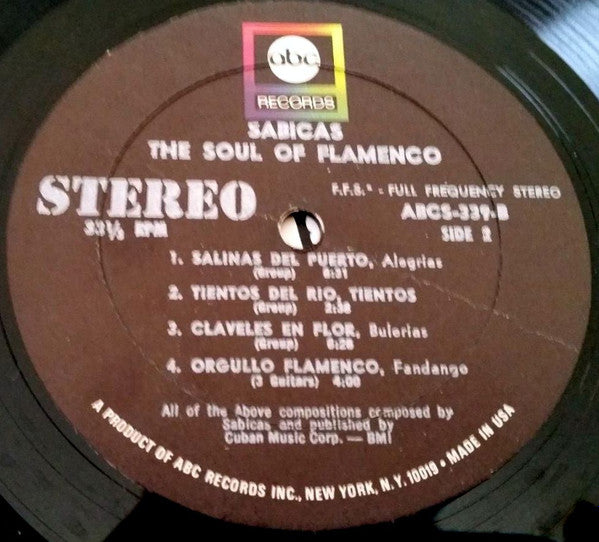 abc
RECORDS
SABICAS
THE SOUL OF FLAMENCO
STEREO
33⅓ RPM
F.F.S.* - FULL FREQUENCY STEREO
ABCS-339-B
SIDE 2
1. SALINAS DEL PUERTO, Alegrias
(Group)
2. TIENTOS DEL RIO, TIENTOS
(Group) 2:38
3. CLAVELES EN FLOR, Bulerias
(Group)
4. ORGULLO FLAMENCO, Fandango
(3 Guitars) 4:00
All of the Above compositions composed by
Sabicas and published by
Cuban Music Corp. — BMI
A PRODUCT OF ABC RECORDS INC., NEW YORK, N.Y. 10019 • MADE IN USA